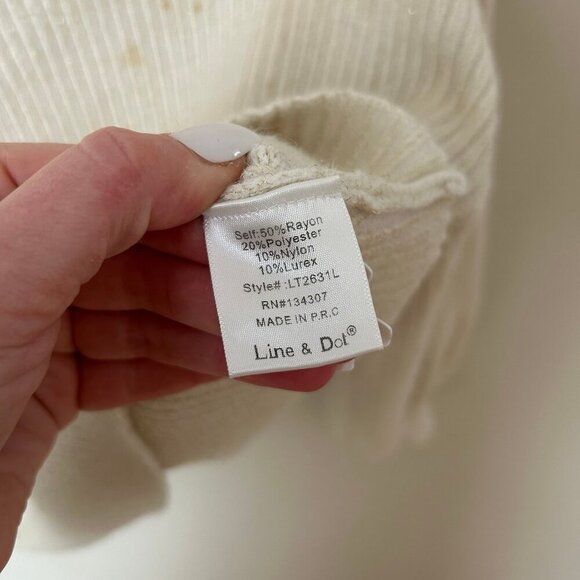 Self:50%Rayon
20%Polyester
10%Nylon
10%Lurex
Style#:LT2631L
RN#134307
MADE IN P.R.C
Line & Dot®